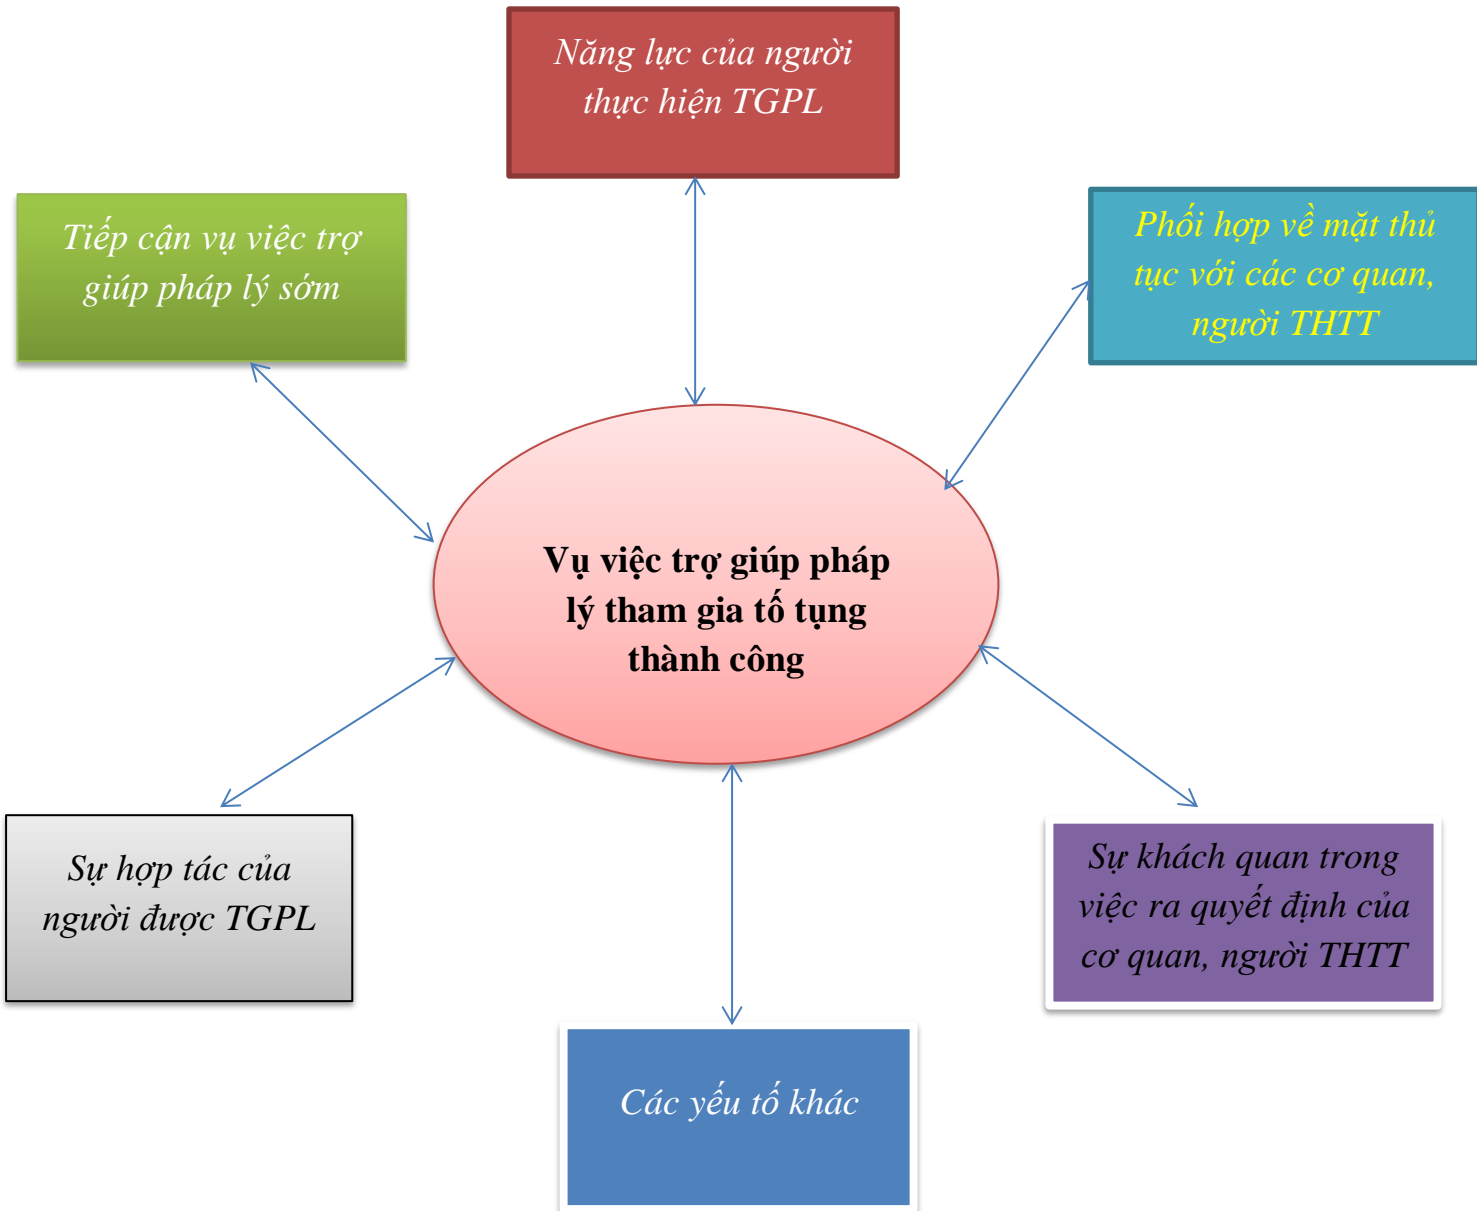 Năng lực của người
thực hiện TGPL
Tiếp cận vụ việc trợ
giúp pháp lý sớm
Phối hợp về mặt thủ
tục với các cơ quan,
người THTT
Vụ việc trợ giúp pháp
lý tham gia tố tụng
thành công
Sự hợp tác của
người được TGPL
Sự khách quan trong
việc ra quyết định của
cơ quan, người THTT
Các yếu tố khác